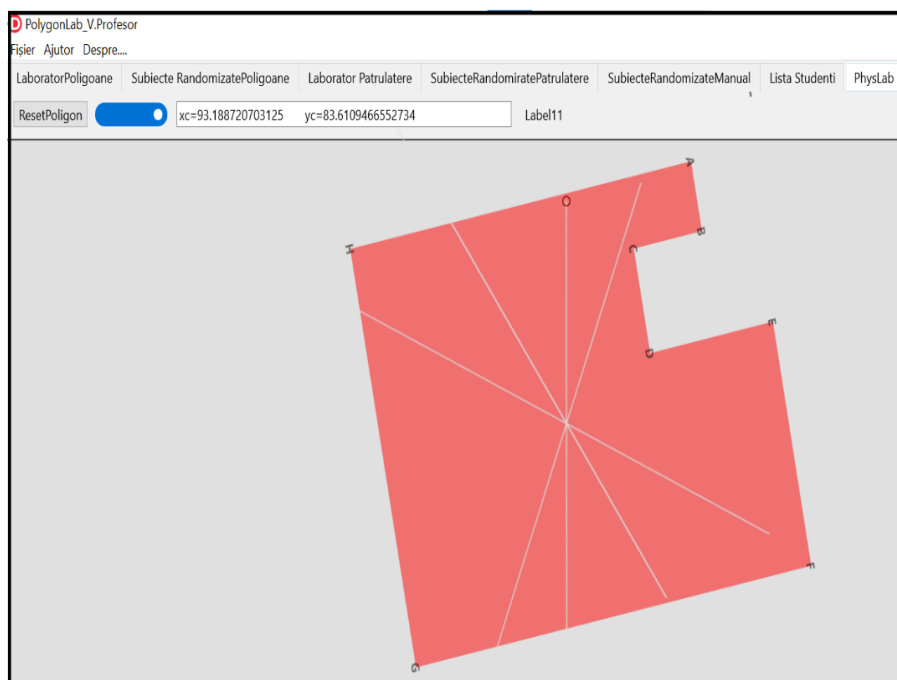 D PolygonLab_V.Profesor
Fișier Ajutor Despre....
LaboratorPoligoane Subiecte RandomizatePoligoane Laborator Patrulatere SubiecteRandomiratePatrulatere SubiecteRandomizateManual Lista Studenti PhysLab
ResetPoligon xc=93.188720703125 yc=83.6109466552734 Label11
A
O
B
H
C
E
D
F
G